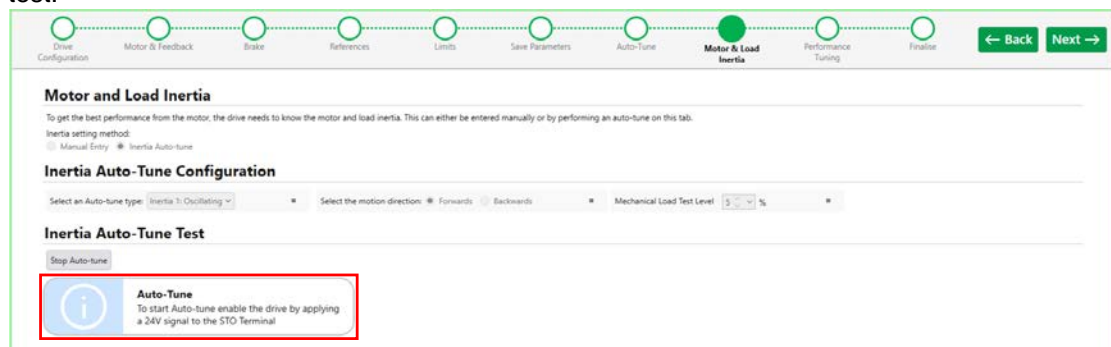 test.
Drive Configuration
Motor & Feedback
Brake
References
Limits
Save Parameters
Auto-Tune
Motor & Load Inertia
Performance Tuning
Finalise
← Back
Next →
Motor and Load Inertia
To get the best performance from the motor, the drive needs to know the motor and load inertia. This can either be entered manually or by performing an auto-tune on this tab.
Inertia setting method:
Manual Entry Inertia Auto-tune
Inertia Auto-Tune Configuration
Select an Auto-tune type: Inertia 1: Oscillating Select the motion direction: Forwards Backwards Mechanical Load Test Level 5 %
Inertia Auto-Tune Test
Stop Auto-tune
Auto-Tune
To start Auto-tune enable the drive by applying
a 24V signal to the STO Terminal